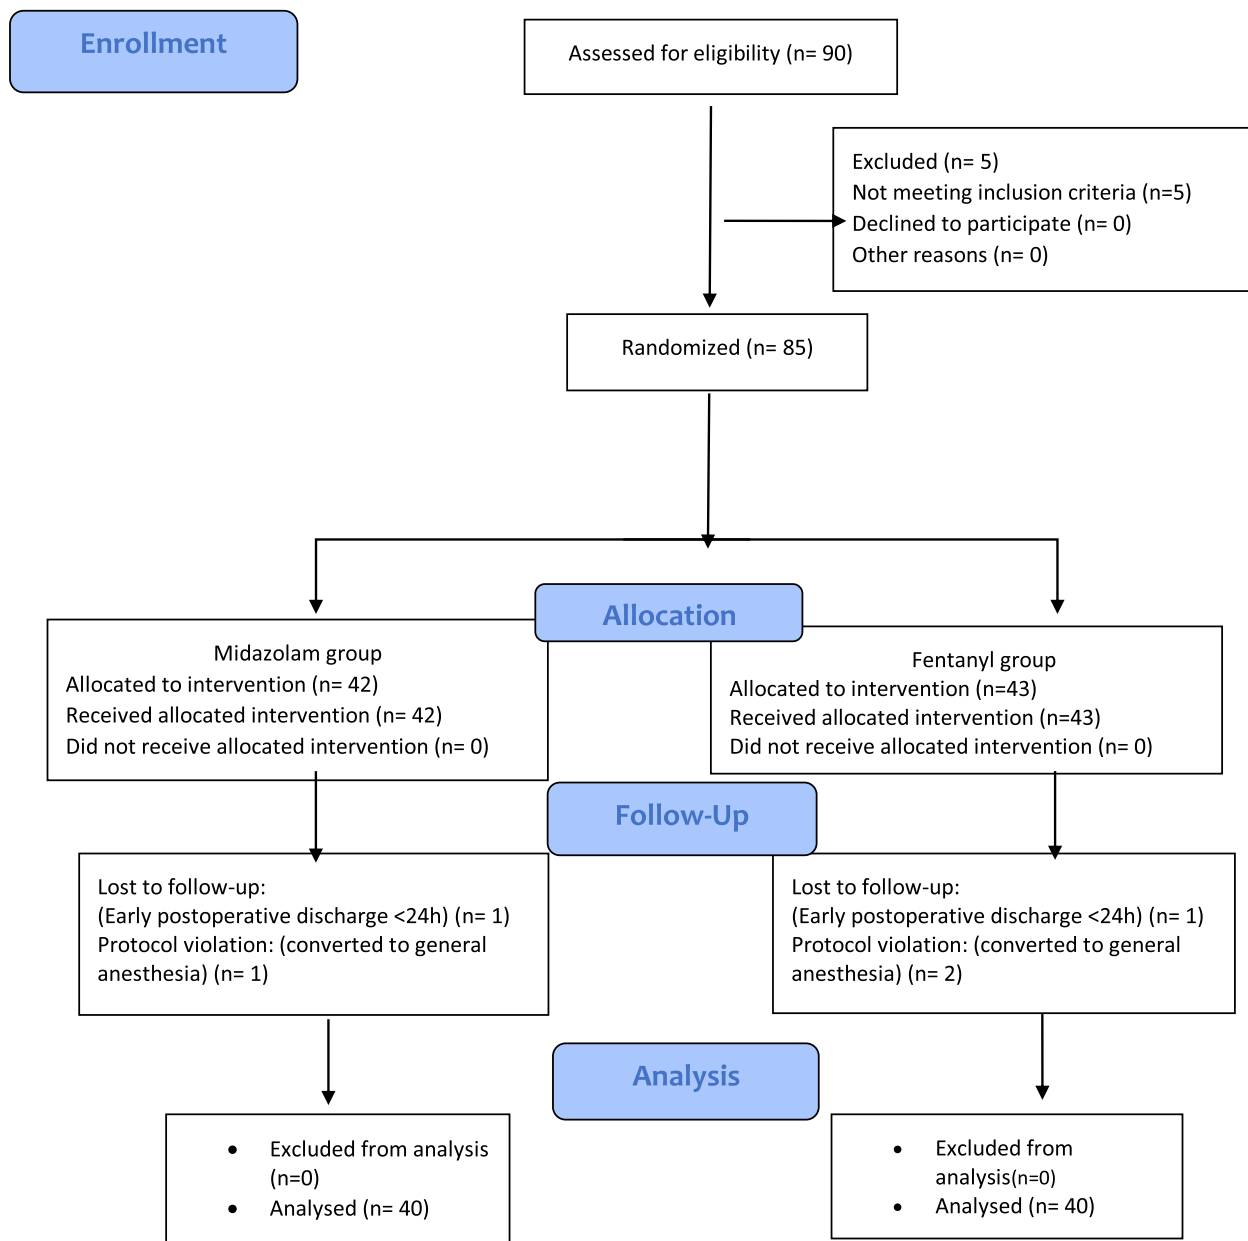 Enrollment
Assessed for eligibility (n= 90)
Excluded (n= 5)
Not meeting inclusion criteria (n=5)
Declined to participate (n= 0)
Other reasons (n= 0)
Randomized (n= 85)
Allocation
Midazolam group
Allocated to intervention (n= 42)
Received allocated intervention (n= 42)
Did not receive allocated intervention (n= 0)
Fentanyl group
Allocated to intervention (n=43)
Received allocated intervention (n=43)
Did not receive allocated intervention (n= 0)
Follow-Up
Lost to follow-up:
(Early postoperative discharge <24h) (n= 1)
Protocol violation: (converted to general
anesthesia) (n= 1)
Lost to follow-up:
(Early postoperative discharge <24h) (n= 1)
Protocol violation: (converted to general
anesthesia) (n= 2)
Analysis
• Excluded from analysis
(n=0)
• Analysed (n= 40)
• Excluded from
analysis(n=0)
• Analysed (n= 40)